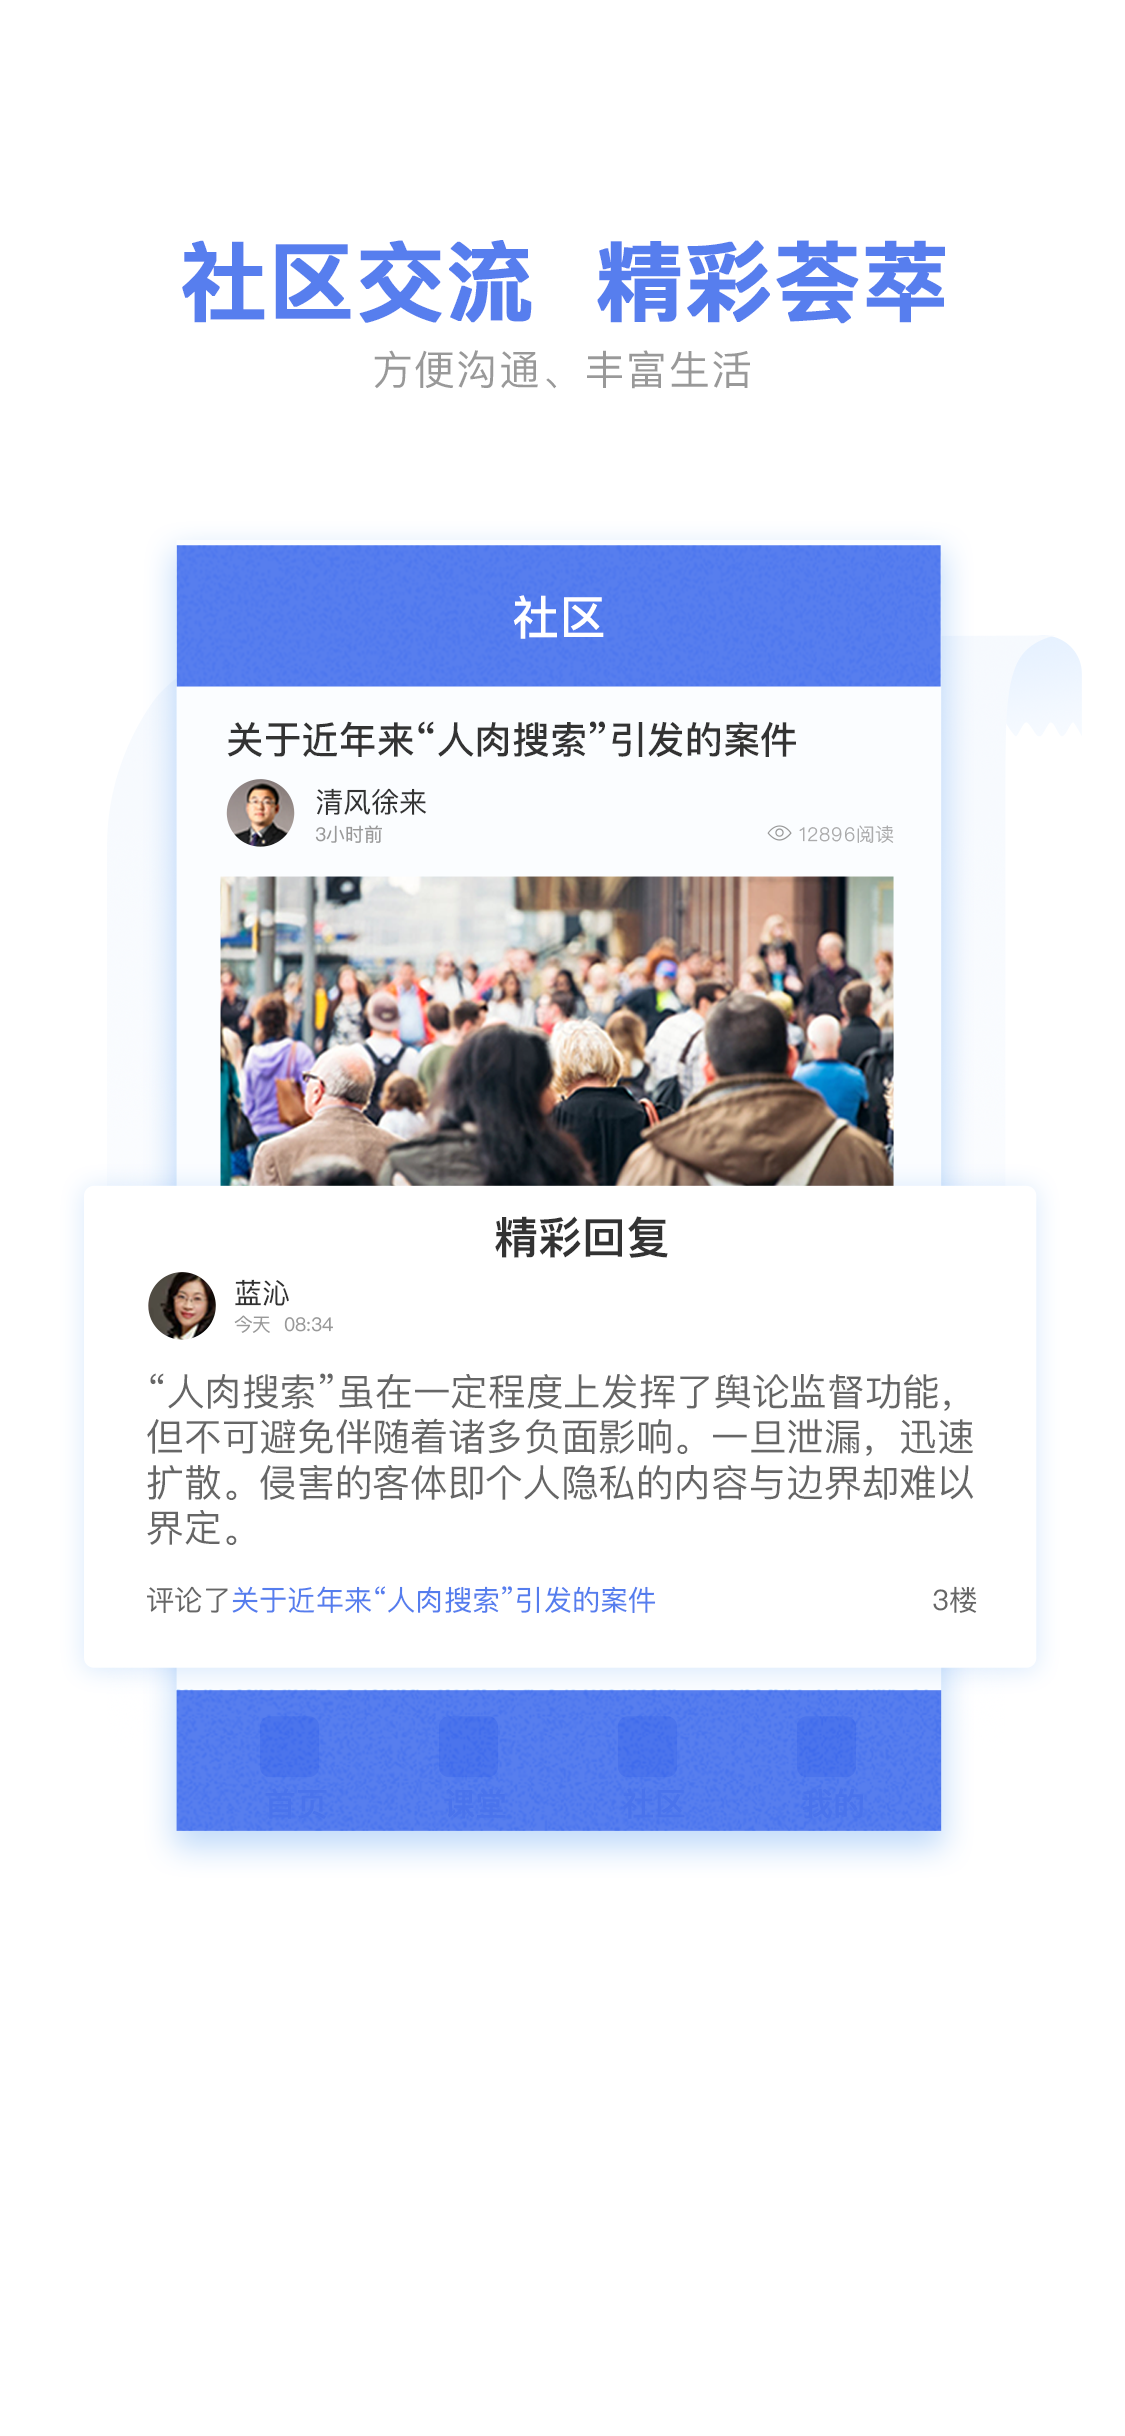 社区交流 精彩荟萃
方便沟通、丰富生活
社区
关于近年来“人肉搜索”引发的案件
清风徐来
3小时前
12896阅读
精彩回复
蓝沁
今天 08:34
“人肉搜索”虽在一定程度上发挥了舆论监督功能，
但不可避免伴随着诸多负面影响。一旦泄漏，迅速
扩散。侵害的客体即个人隐私的内容与边界却难以
界定。
评论了关于近年来“人肉搜索”引发的案件
3楼
首页 课堂 社区 我的